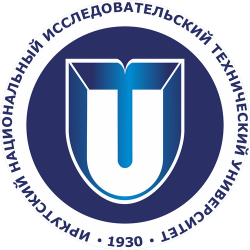 ИРКУТСКИЙ НАЦИОНАЛЬНЫЙ ИССЛЕДОВАТЕЛЬСКИЙ ТЕХНИЧЕСКИЙ УНИВЕРСИТЕТ
• 1930 •